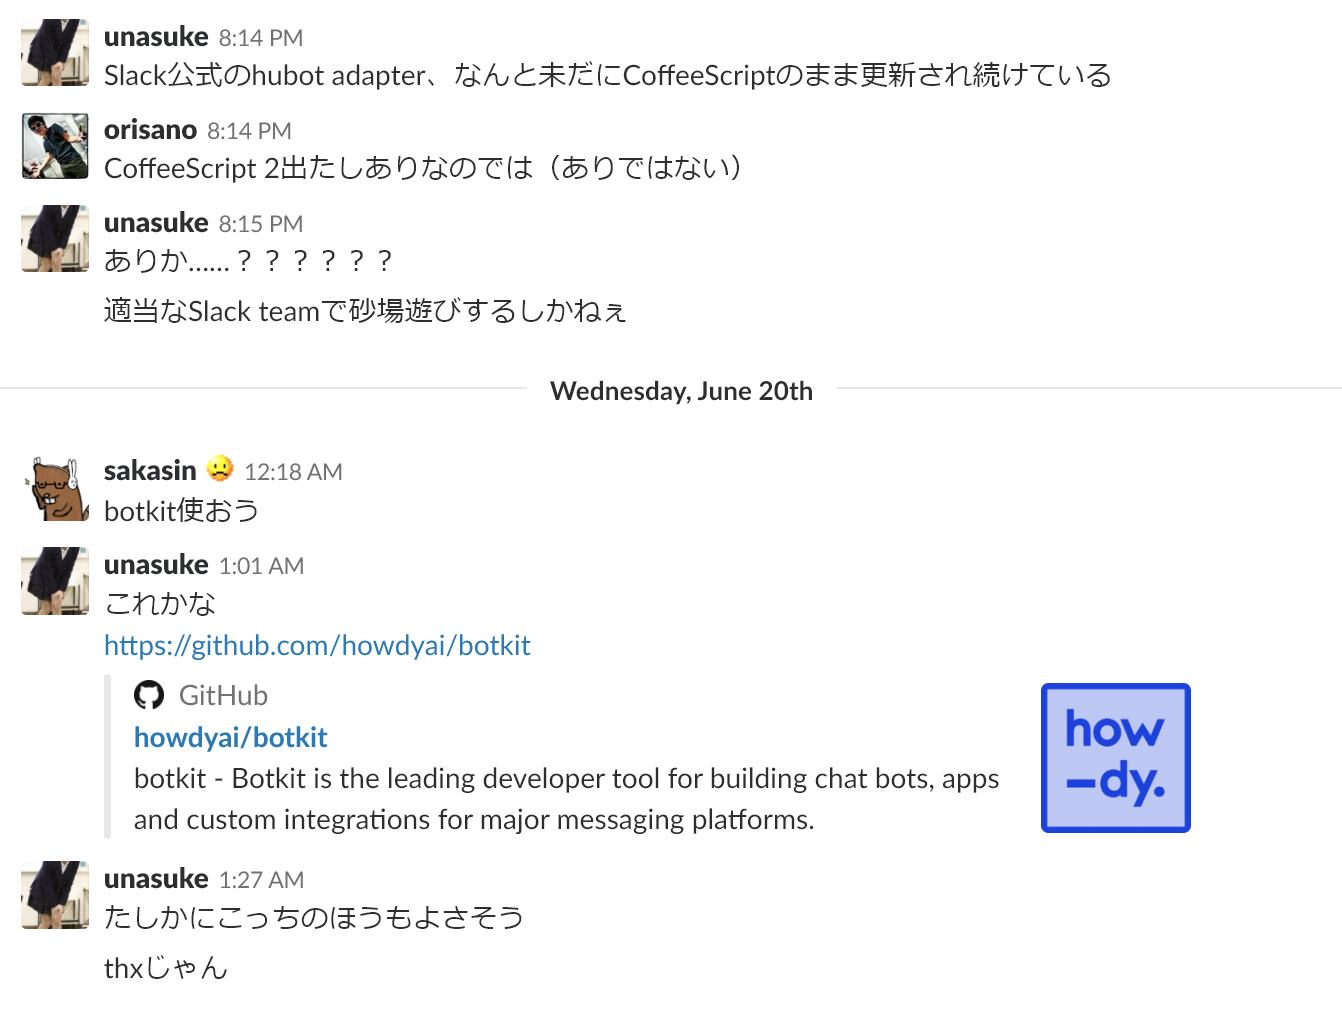 unasuke 8:14 PM
Slack公式のhubot adapter、なんと未だにCoffeeScriptのまま更新され続けている
orisano 8:14 PM
CoffeeScript 2出たしありなのでは（ありではない）
unasuke 8:15 PM
ありか……？？？？？？
適当なSlack teamで砂場遊びするしかねぇ
Wednesday, June 20th
sakasin 12:18 AM
botkit使おう
unasuke 1:01 AM
これかな
https://github.com/howdyai/botkit
GitHub
howdyai/botkit
botkit - Botkit is the leading developer tool for building chat bots, apps
and custom integrations for major messaging platforms.
how
-dy.
unasuke 1:27 AM
たしかにこっちのほうもよさそう
thxじゃん